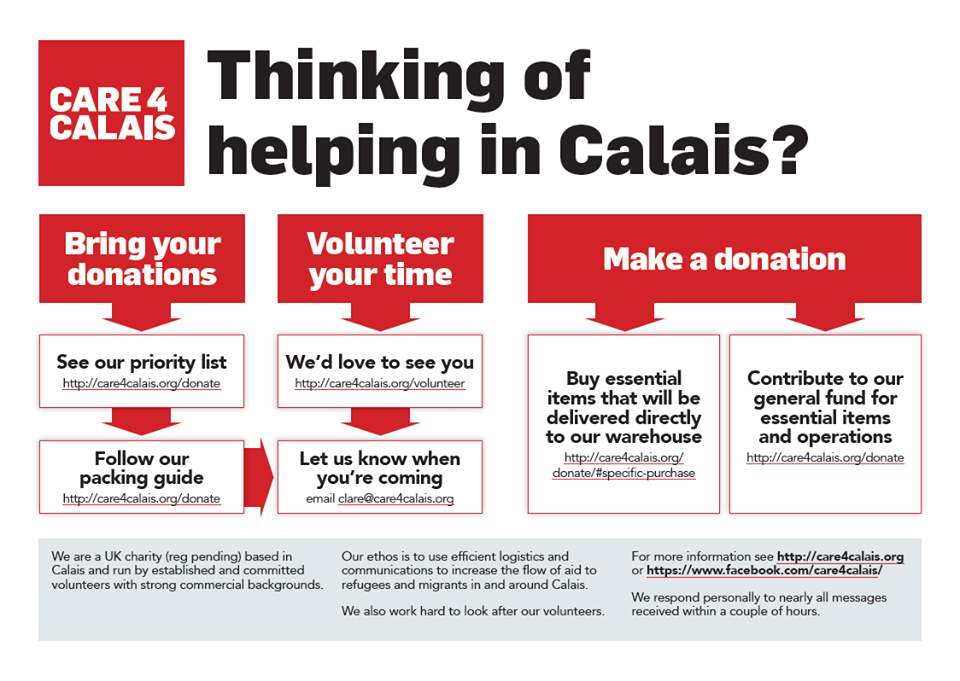 CARE 4
CALAIS
Thinking of
helping in Calais?
Bring your
donations
See our priority list
http://care4calais.org/donate
Follow our
packing guide
http://care4calais.org/donate
Volunteer
your time
We'd love to see you
http://care4calais.org/volunteer
Let us know when
you're coming
email clare@care4calais.org
Make a donation
Buy essential
items that will be
delivered directly
to our warehouse
http://care4calais.org/
donate/#specific-purchase
Contribute to our
general fund for
essential items
and operations
http://care4calais.org/donate
We are a UK charity (reg pending) based in
Calais and run by established and committed
volunteers with strong commercial backgrounds.
Our ethos is to use efficient logistics and
communications to increase the flow of aid to
refugees and migrants in and around Calais.
We also work hard to look after our volunteers.
For more information see http://care4calais.org
or https://www.facebook.com/care4calais/
We respond personally to nearly all messages
received within a couple of hours.